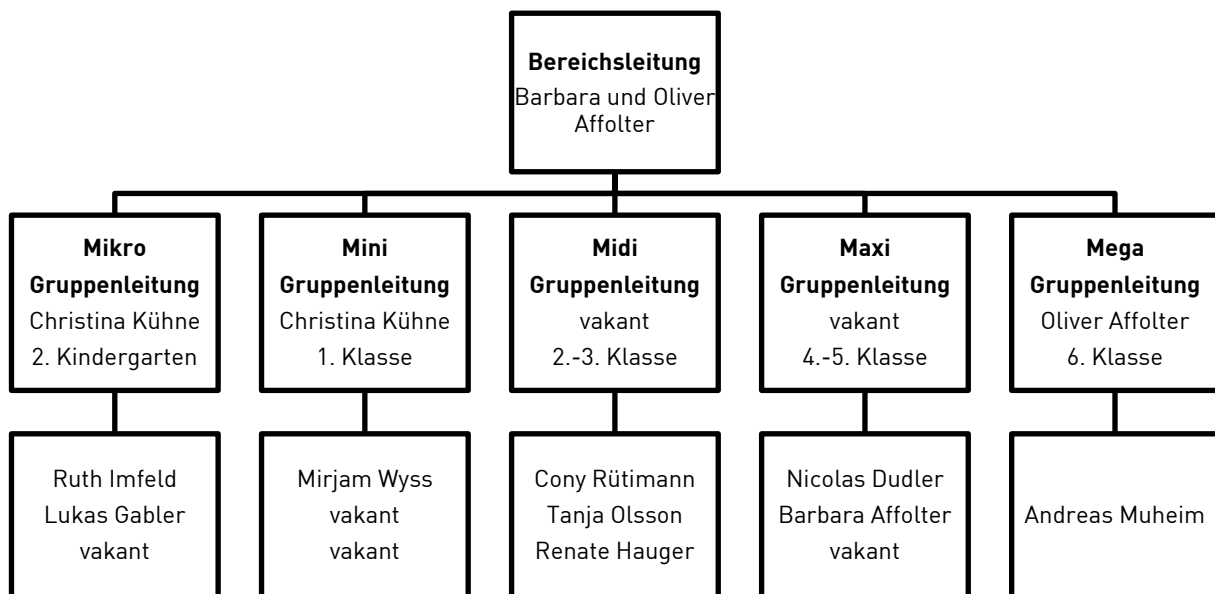 Bereichsleitung
Barbara und Oliver
Affolter
Mikro
Gruppenleitung
Christina Kühne
2. Kindergarten
Mini
Gruppenleitung
Christina Kühne
1. Klasse
Midi
Gruppenleitung
vakant
2.-3. Klasse
Maxi
Gruppenleitung
vakant
4.-5. Klasse
Mega
Gruppenleitung
Oliver Affolter
6. Klasse
Ruth Imfeld
Lukas Gabler
vakant
Mirjam Wyss
vakant
vakant
Cony Rütimann
Tanja Olsson
Renate Hauger
Nicolas Dudler
Barbara Affolter
vakant
Andreas Muheim